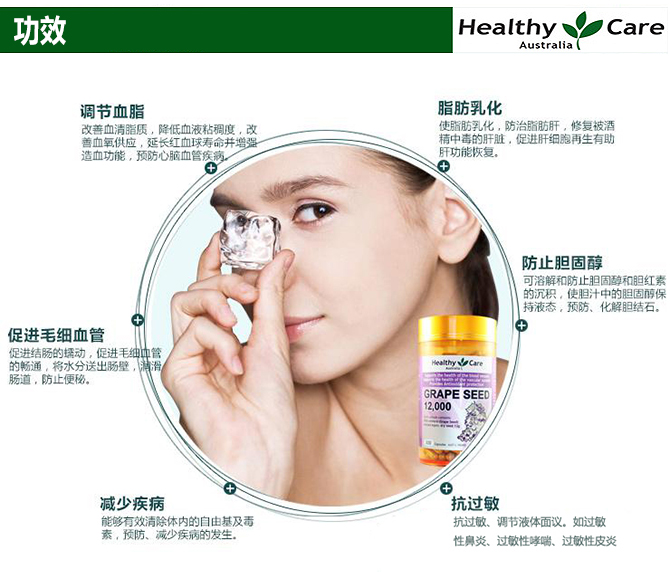 功效
Healthy Care
Australia
调节血脂
改善血清脂质，降低血液粘稠度，改
善血氧供应，延长红血球寿命并增强
造血功能，预防心脑血管疾病。
脂肪乳化
使脂肪乳化，防治脂肪肝，修复被酒
精中毒的肝脏，促进肝细胞再生有助
肝功能恢复。
防止胆固醇
可溶解和防止胆固醇和胆红素
的沉积，使胆汁中的胆固醇保
持液态，预防、化解胆结石。
促进毛细血管
促进结肠的蠕动，促进毛细血管
的畅通，将水分送出肠壁，润滑
肠道，防止便秘。
Healthy Care
Australia
GRAPE SEED
12,000
减少疾病
能够有效清除体内的自由基及毒
素，预防、减少疾病的发生。
抗过敏
抗过敏、调节液体面议。如过敏
性鼻炎、过敏性哮喘、过敏性皮炎